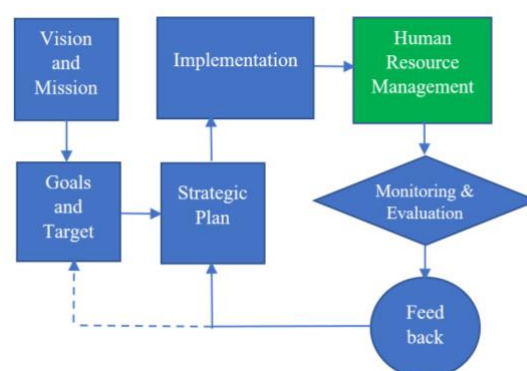 Vision
and
Mission
Implementation
Human
Resource
Management
Goals
and
Target
Strategic
Plan
Monitoring &
Evaluation
Feed
back